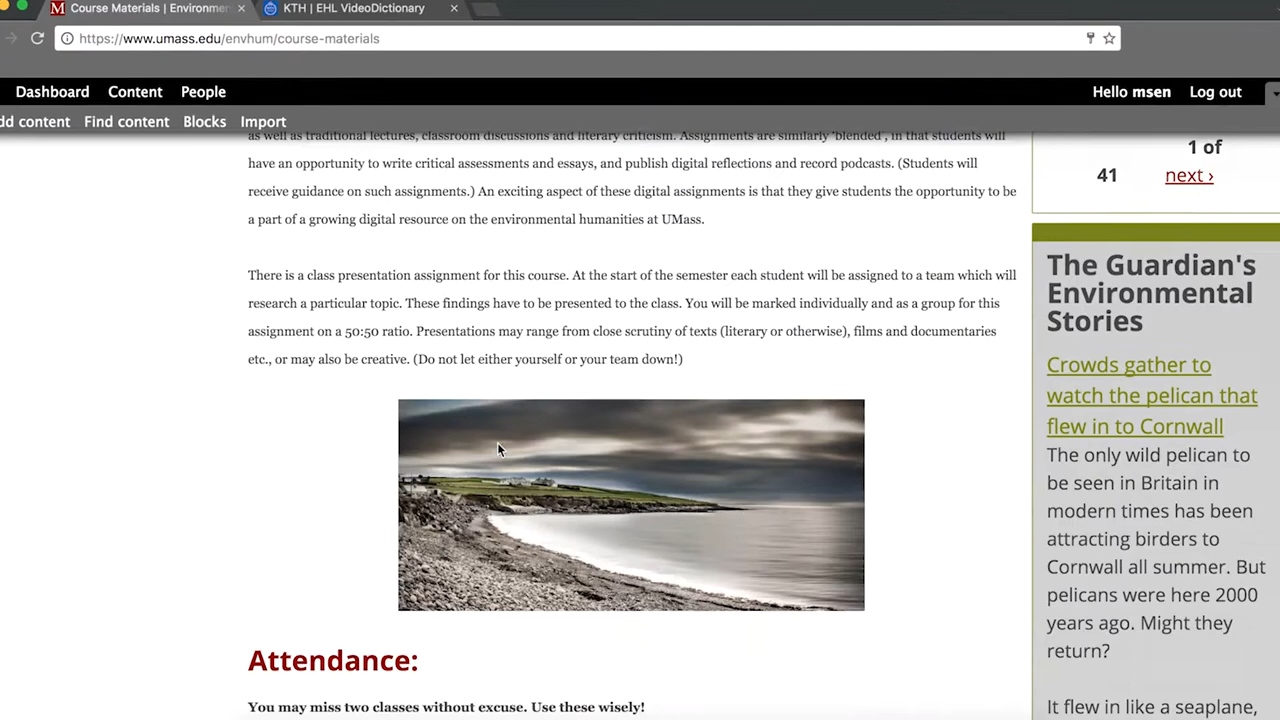 Course Materials | Environme
KTH | EHL VideoDictionary
https://www.umass.edu/envhum/course-materials
Dashboard Content People Hello msen Log out
dd content Find content Blocks Import
as well as traditional lectures, classroom discussions and literary criticism. Assignments are similarly 'blended', in that students will
have an opportunity to write critical assessments and essays, and publish digital reflections and record podcasts. (Students will
receive guidance on such assignments.) An exciting aspect of these digital assignments is that they give students the opportunity to be
a part of a growing digital resource on the environmental humanities at UMass.
There is a class presentation assignment for this course. At the start of the semester each student will be assigned to a team which will
research a particular topic. These findings have to be presented to the class. You will be marked individually and as a group for this
assignment on a 50:50 ratio. Presentations may range from close scrutiny of texts (literary or otherwise), films and documentaries
etc., or may also be creative. (Do not let either yourself or your team down!)
Attendance:
You may miss two classes without excuse. Use these wisely!
1 of
41 next ›
The Guardian's
Environmental
Stories
Crowds gather to
watch the pelican that
flew in to Cornwall
The only wild pelican to
be seen in Britain in
modern times has been
attracting birders to
Cornwall all summer. But
pelicans were here 2000
years ago. Might they
return?
It flew in like a seaplane,